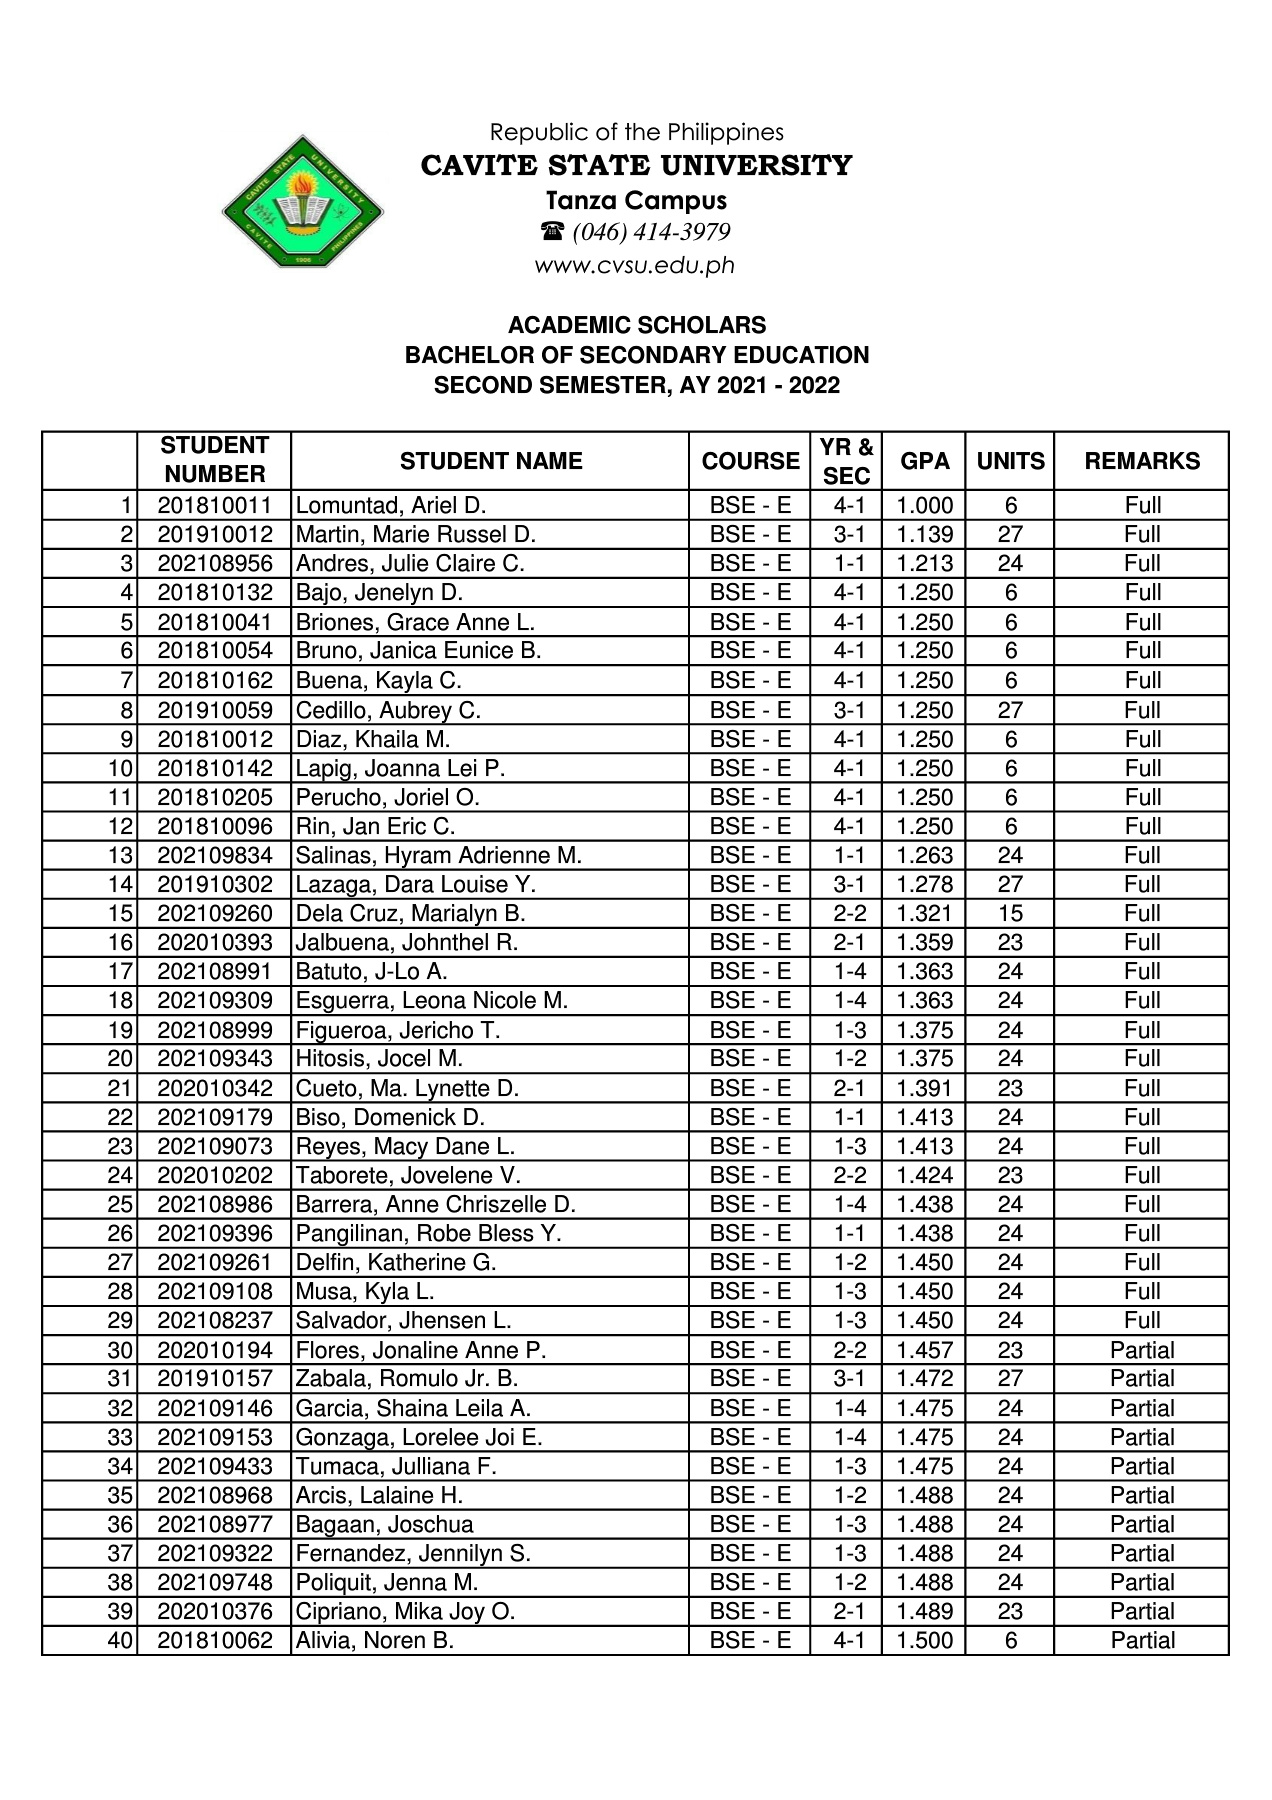 Republic of the Philippines
CAVITE STATE UNIVERSITY
Tanza Campus
☎ (046) 414-3979
www.cvsu.edu.ph
CAVITE STATE UNIVERSITY
CAVITE PHILIPPINES
1906
ACADEMIC SCHOLARS
BACHELOR OF SECONDARY EDUCATION
SECOND SEMESTER, AY 2021 - 2022
STUDENT NUMBER STUDENT NAME COURSE YR & SEC GPA UNITS REMARKS
1 201810011 Lomuntad, Ariel D. BSE - E 4-1 1.000 6 Full
2 201910012 Martin, Marie Russel D. BSE - E 3-1 1.139 27 Full
3 202108956 Andres, Julie Claire C. BSE - E 1-1 1.213 24 Full
4 201810132 Bajo, Jenelyn D. BSE - E 4-1 1.250 6 Full
5 201810041 Briones, Grace Anne L. BSE - E 4-1 1.250 6 Full
6 201810054 Bruno, Janica Eunice B. BSE - E 4-1 1.250 6 Full
7 201810162 Buena, Kayla C. BSE - E 4-1 1.250 6 Full
8 201910059 Cedillo, Aubrey C. BSE - E 3-1 1.250 27 Full
9 201810012 Diaz, Khaila M. BSE - E 4-1 1.250 6 Full
10 201810142 Lapig, Joanna Lei P. BSE - E 4-1 1.250 6 Full
11 201810205 Perucho, Joriel O. BSE - E 4-1 1.250 6 Full
12 201810096 Rin, Jan Eric C. BSE - E 4-1 1.250 6 Full
13 202109834 Salinas, Hyram Adrienne M. BSE - E 1-1 1.263 24 Full
14 201910302 Lazaga, Dara Louise Y. BSE - E 3-1 1.278 27 Full
15 202109260 Dela Cruz, Marialyn B. BSE - E 2-2 1.321 15 Full
16 202010393 Jalbuena, Johnthel R. BSE - E 2-1 1.359 23 Full
17 202108991 Batuto, J-Lo A. BSE - E 1-4 1.363 24 Full
18 202109309 Esguerra, Leona Nicole M. BSE - E 1-4 1.363 24 Full
19 202108999 Figueroa, Jericho T. BSE - E 1-3 1.375 24 Full
20 202109343 Hitosis, Jocel M. BSE - E 1-2 1.375 24 Full
21 202010342 Cueto, Ma. Lynette D. BSE - E 2-1 1.391 23 Full
22 202109179 Biso, Domenick D. BSE - E 1-1 1.413 24 Full
23 202109073 Reyes, Macy Dane L. BSE - E 1-3 1.413 24 Full
24 202010202 Taborete, Jovelene V. BSE - E 2-2 1.424 23 Full
25 202108986 Barrera, Anne Chriszelle D. BSE - E 1-4 1.438 24 Full
26 202109396 Pangilinan, Robe Bless Y. BSE - E 1-1 1.438 24 Full
27 202109261 Delfin, Katherine G. BSE - E 1-2 1.450 24 Full
28 202109108 Musa, Kyla L. BSE - E 1-3 1.450 24 Full
29 202108237 Salvador, Jhensen L. BSE - E 1-3 1.450 24 Full
30 202010194 Flores, Jonaline Anne P. BSE - E 2-2 1.457 23 Partial
31 201910157 Zabala, Romulo Jr. B. BSE - E 3-1 1.472 27 Partial
32 202109146 Garcia, Shaina Leila A. BSE - E 1-4 1.475 24 Partial
33 202109153 Gonzaga, Lorelee Joi E. BSE - E 1-4 1.475 24 Partial
34 202109433 Tumaca, Julliana F. BSE - E 1-3 1.475 24 Partial
35 202108968 Arcis, Lalaine H. BSE - E 1-2 1.488 24 Partial
36 202108977 Bagaan, Joschua BSE - E 1-3 1.488 24 Partial
37 202109322 Fernandez, Jennilyn S. BSE - E 1-3 1.488 24 Partial
38 202109748 Poliquit, Jenna M. BSE - E 1-2 1.488 24 Partial
39 202010376 Cipriano, Mika Joy O. BSE - E 2-1 1.489 23 Partial
40 201810062 Alivia, Noren B. BSE - E 4-1 1.500 6 Partial